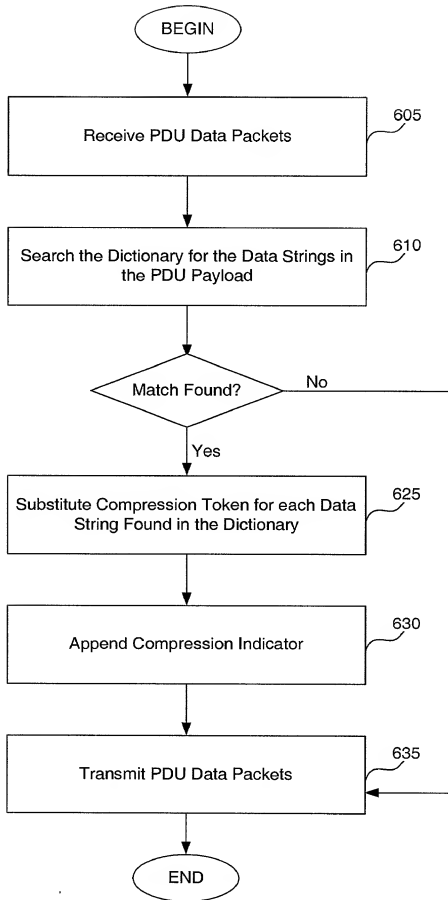 BEGIN
Receive PDU Data Packets
605
Search the Dictionary for the Data Strings in
the PDU Payload
610
Match Found?
No
Yes
Substitute Compression Token for each Data
String Found in the Dictionary
625
Append Compression Indicator
630
Transmit PDU Data Packets
635
END